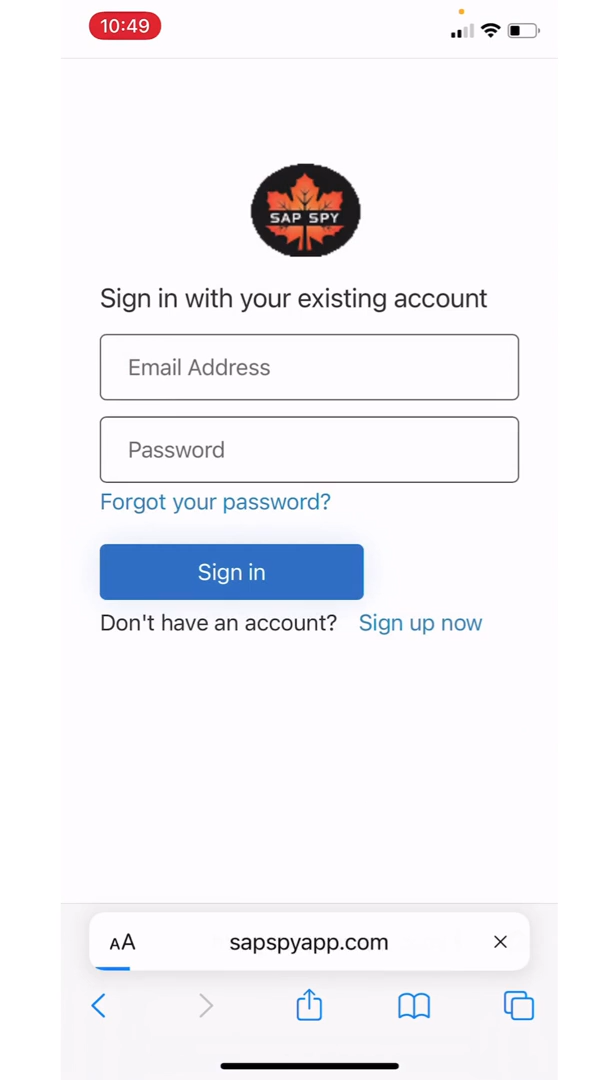 10:49
SAP SPY
Sign in with your existing account
Email Address
Password
Forgot your password?
Sign in
Don't have an account? Sign up now
AA sapspyapp.com